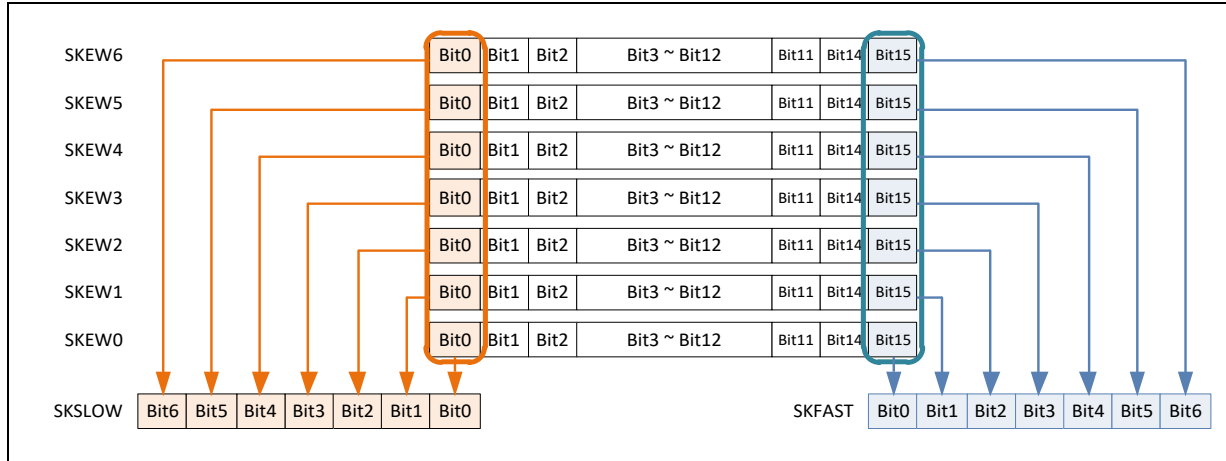 SKEW6 Bit0 Bit1 Bit2 Bit3 ~ Bit12 Bit11 Bit14 Bit15
SKEW5 Bit0 Bit1 Bit2 Bit3 ~ Bit12 Bit11 Bit14 Bit15
SKEW4 Bit0 Bit1 Bit2 Bit3 ~ Bit12 Bit11 Bit14 Bit15
SKEW3 Bit0 Bit1 Bit2 Bit3 ~ Bit12 Bit11 Bit14 Bit15
SKEW2 Bit0 Bit1 Bit2 Bit3 ~ Bit12 Bit11 Bit14 Bit15
SKEW1 Bit0 Bit1 Bit2 Bit3 ~ Bit12 Bit11 Bit14 Bit15
SKEW0 Bit0 Bit1 Bit2 Bit3 ~ Bit12 Bit11 Bit14 Bit15
SKSLOW Bit6 Bit5 Bit4 Bit3 Bit2 Bit1 Bit0 SKFAST Bit0 Bit1 Bit2 Bit3 Bit4 Bit5 Bit6